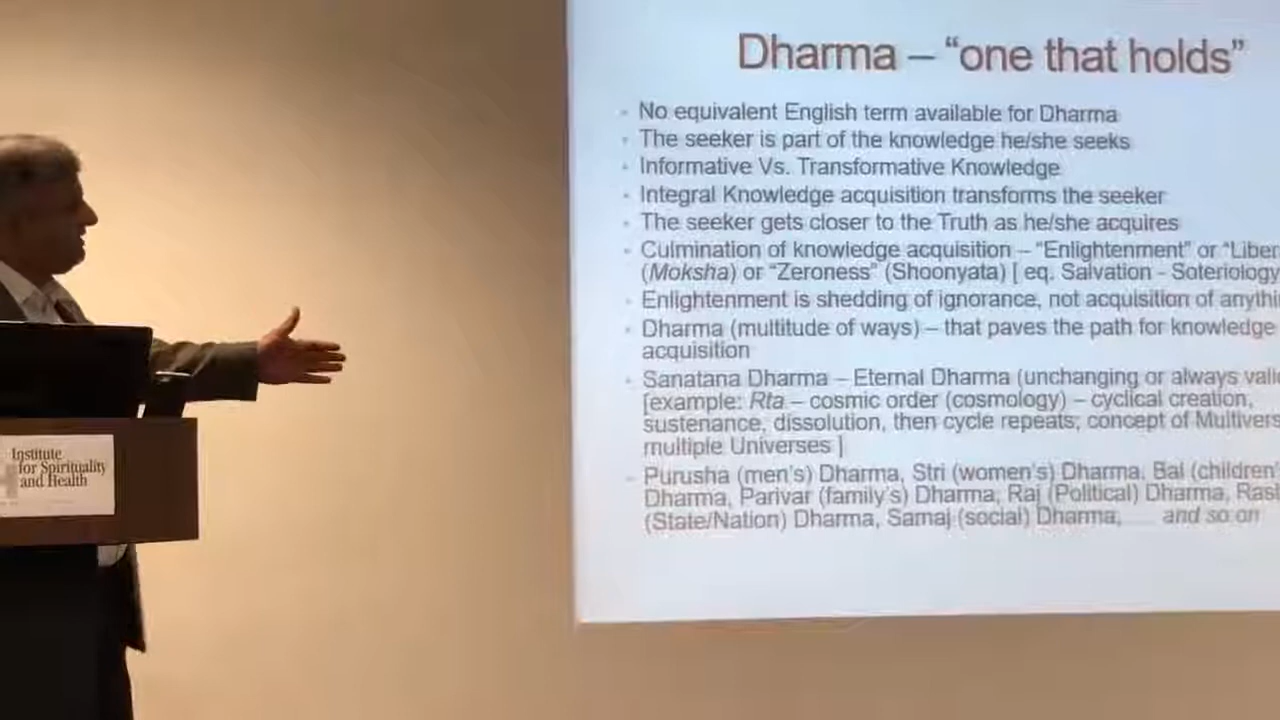 Dharma – “one that holds”
No equivalent English term available for Dharma
The seeker is part of the knowledge he/she seeks
Informative Vs. Transformative Knowledge
Integral Knowledge acquisition transforms the seeker
The seeker gets closer to the Truth as he/she acquires
Culmination of knowledge acquisition – “Enlightenment” or “Liber
(Moksha) or “Zeroness” (Shoonyata) [ eq. Salvation - Soteriology
Enlightenment is shedding of ignorance, not acquisition of anythi
Dharma (multitude of ways) – that paves the path for knowledge
acquisition
Sanatana Dharma – Eternal Dharma (unchanging or always vali
[example: Rta – cosmic order (cosmology) – cyclical creation,
sustenance, dissolution, then cycle repeats; concept of Multivers
multiple Universes ]
Purusha (men's) Dharma, Stri (women's) Dharma, Bal (children'
Dharma, Parivar (family's) Dharma, Raj (Political) Dharma, Ras
(State/Nation) Dharma, Samaj (social) Dharma, and so on
Institute
for Spirituality
and Health